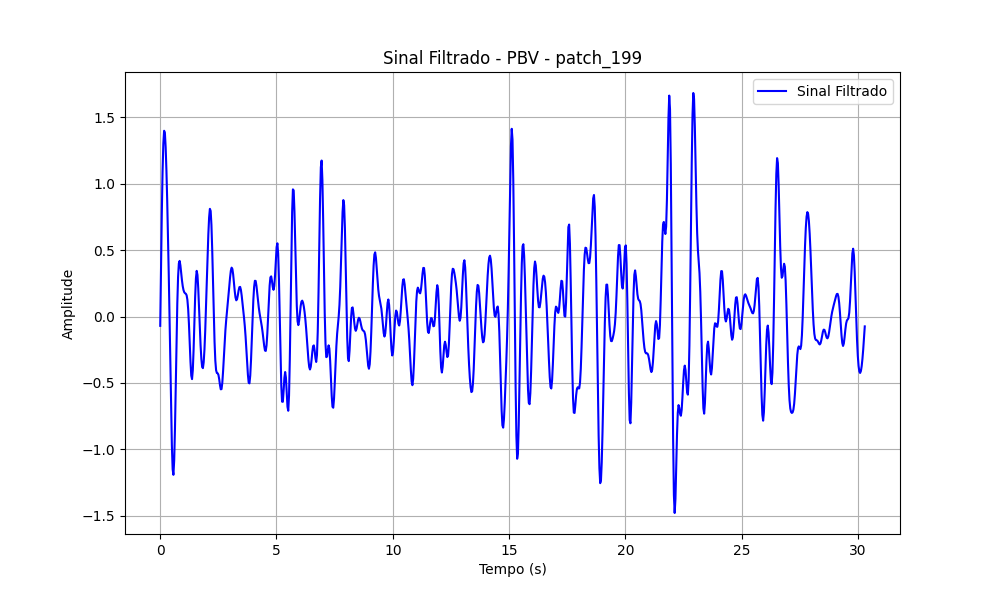 Sinal Filtrado - PBV - patch_199
Sinal Filtrado
Amplitude
1.5
1.0
0.5
0.0
−0.5
−1.0
−1.5
0 5 10 15 20 25 30
Tempo (s)